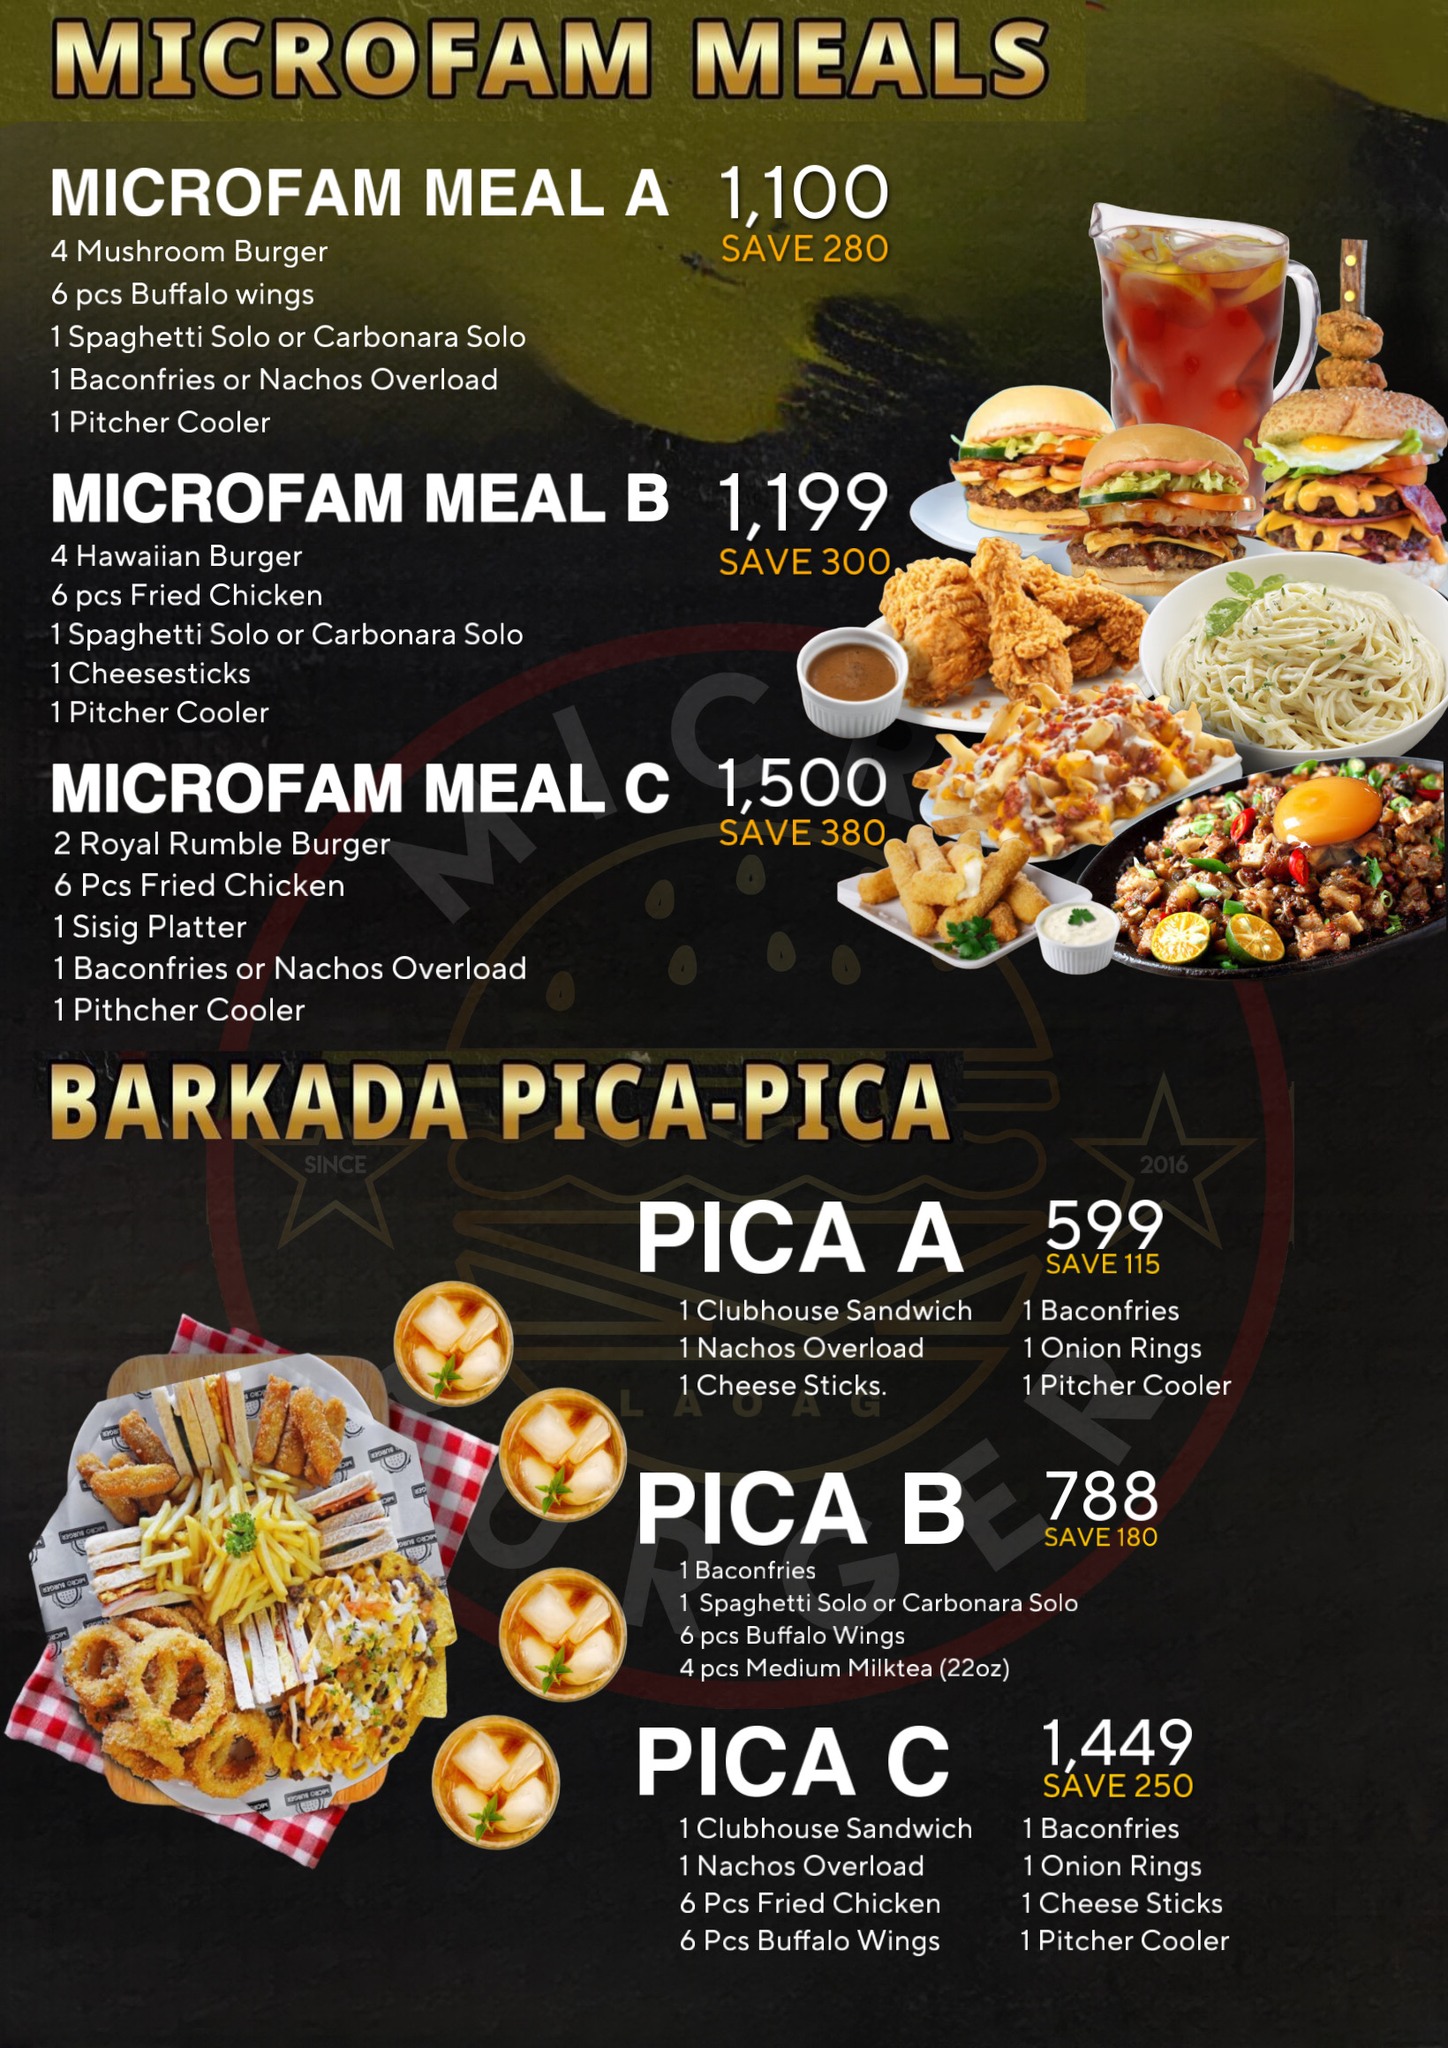 MICROFAM MEALS
MICROFAM MEAL A 1,100
SAVE 280
4 Mushroom Burger
6 pcs Buffalo wings
1 Spaghetti Solo or Carbonara Solo
1 Baconfries or Nachos Overload
1 Pitcher Cooler
MICROFAM MEAL B 1,199
SAVE 300
4 Hawaiian Burger
6 pcs Fried Chicken
1 Spaghetti Solo or Carbonara Solo
1 Cheesesticks
1 Pitcher Cooler
MICROFAM MEAL C 1,500
SAVE 380
2 Royal Rumble Burger
6 Pcs Fried Chicken
1 Sisig Platter
1 Baconfries or Nachos Overload
1 Pithcher Cooler
BARKADA PICA-PICA
SINCE 2016
PICA A 599
SAVE 115
1 Clubhouse Sandwich 1 Baconfries
1 Nachos Overload 1 Onion Rings
1 Cheese Sticks. 1 Pitcher Cooler
LAOAG
PICA B 788
SAVE 180
1 Baconfries
1 Spaghetti Solo or Carbonara Solo
6 pcs Buffalo Wings
4 pcs Medium Milktea (22oz)
PICA C 1,449
SAVE 250
1 Clubhouse Sandwich 1 Baconfries
1 Nachos Overload 1 Onion Rings
6 Pcs Fried Chicken 1 Cheese Sticks
6 Pcs Buffalo Wings 1 Pitcher Cooler
MICRO BURGER